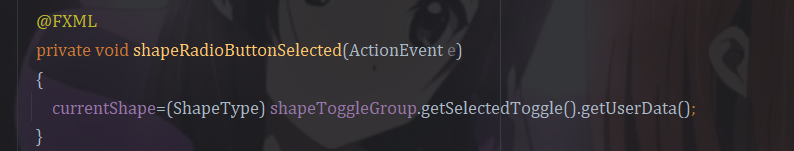 @FXML
private void shapeRadioButtonSelected(ActionEvent e)
{
currentShape=(ShapeType) shapeToggleGroup.getSelectedToggle().getUserData();
}